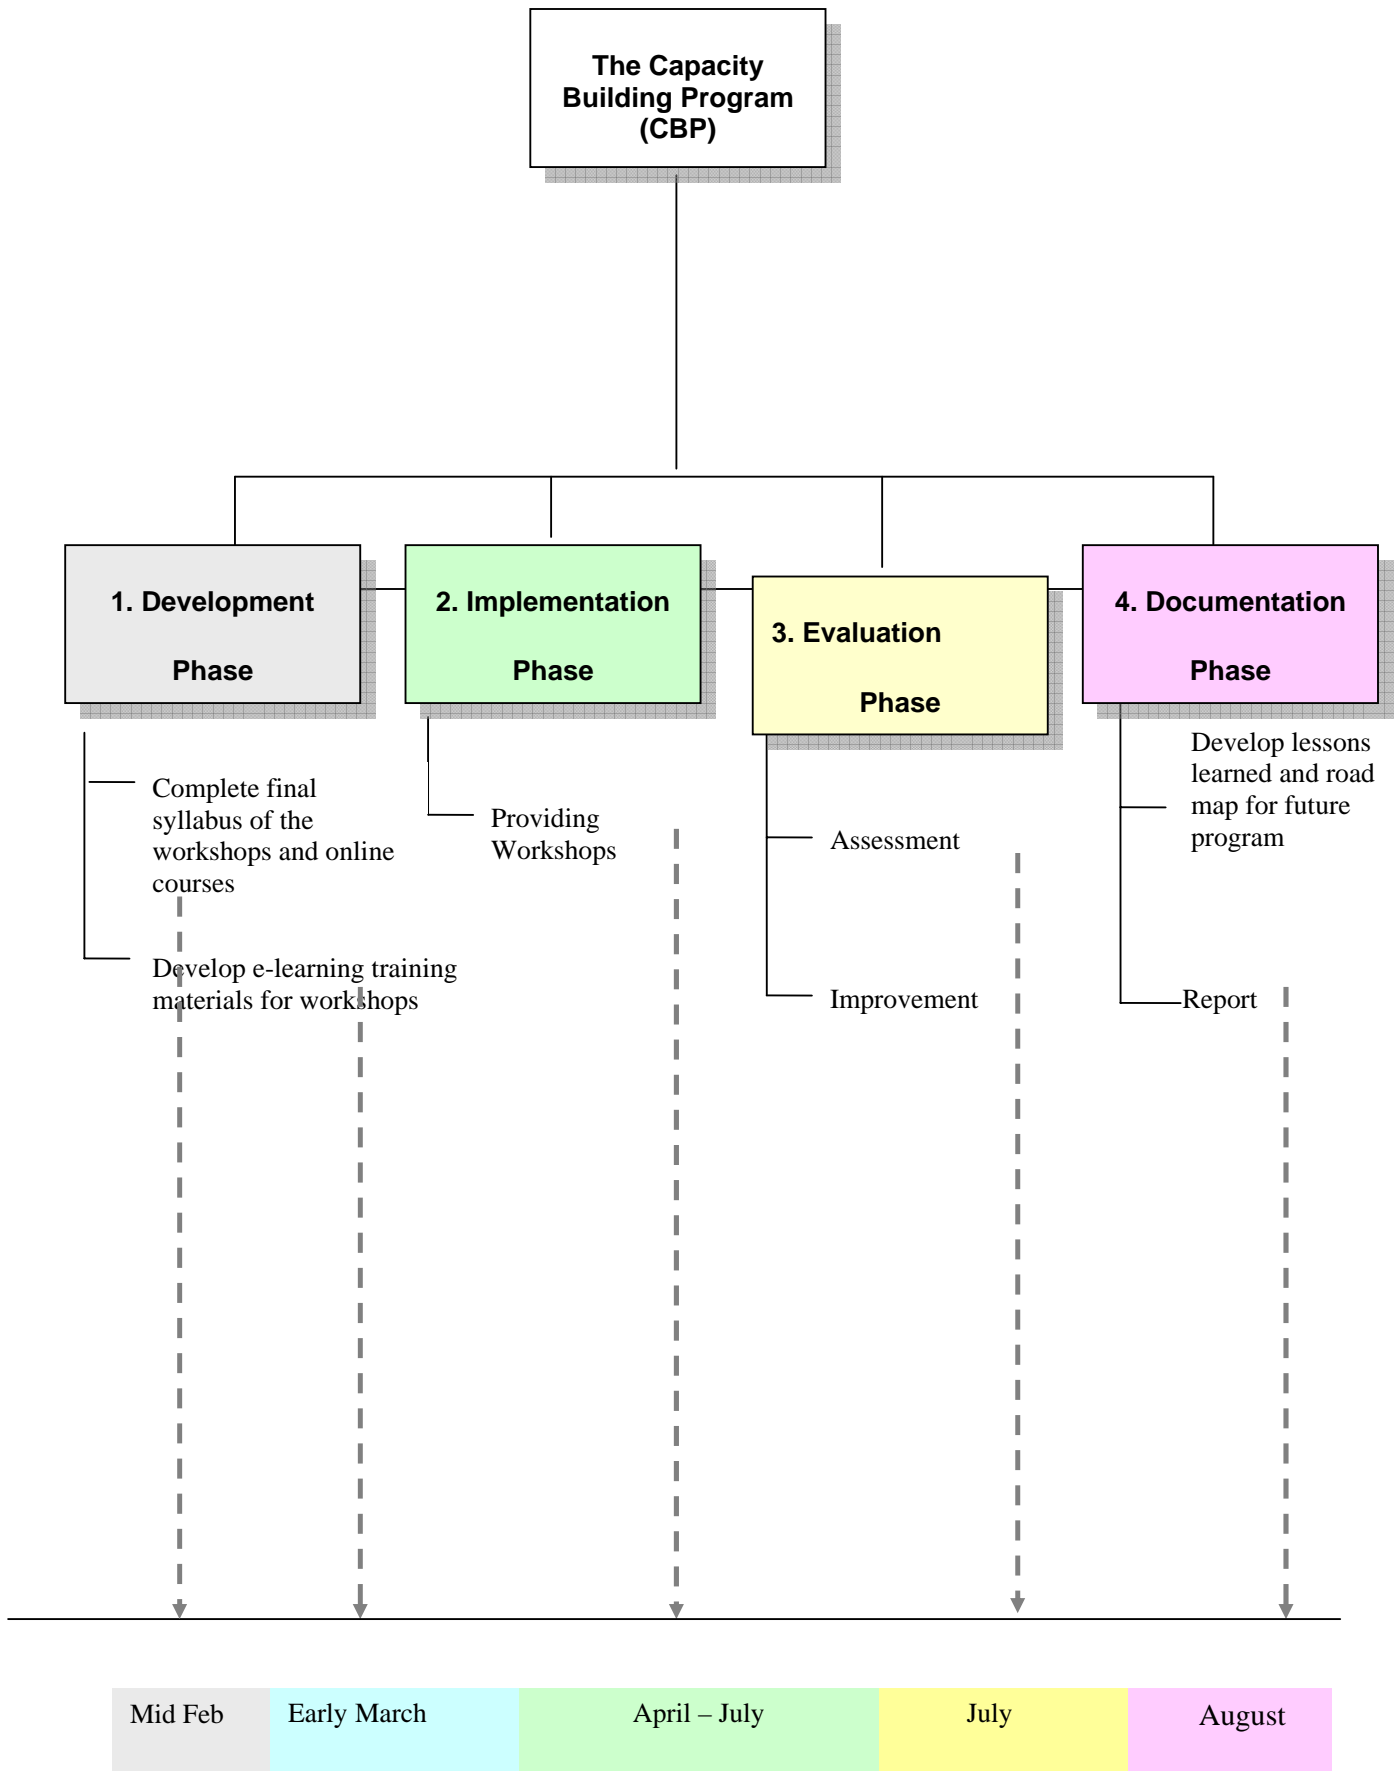 The Capacity
Building Program
(CBP)
1. Development
Phase
2. Implementation
Phase
3. Evaluation
Phase
4. Documentation
Phase
Complete final
syllabus of the
workshops and online
courses
Develop e-learning training
materials for workshops
Providing
Workshops
Assessment
Improvement
Develop lessons
learned and road
map for future
program
Report
Mid Feb
Early March
April – July
July
August